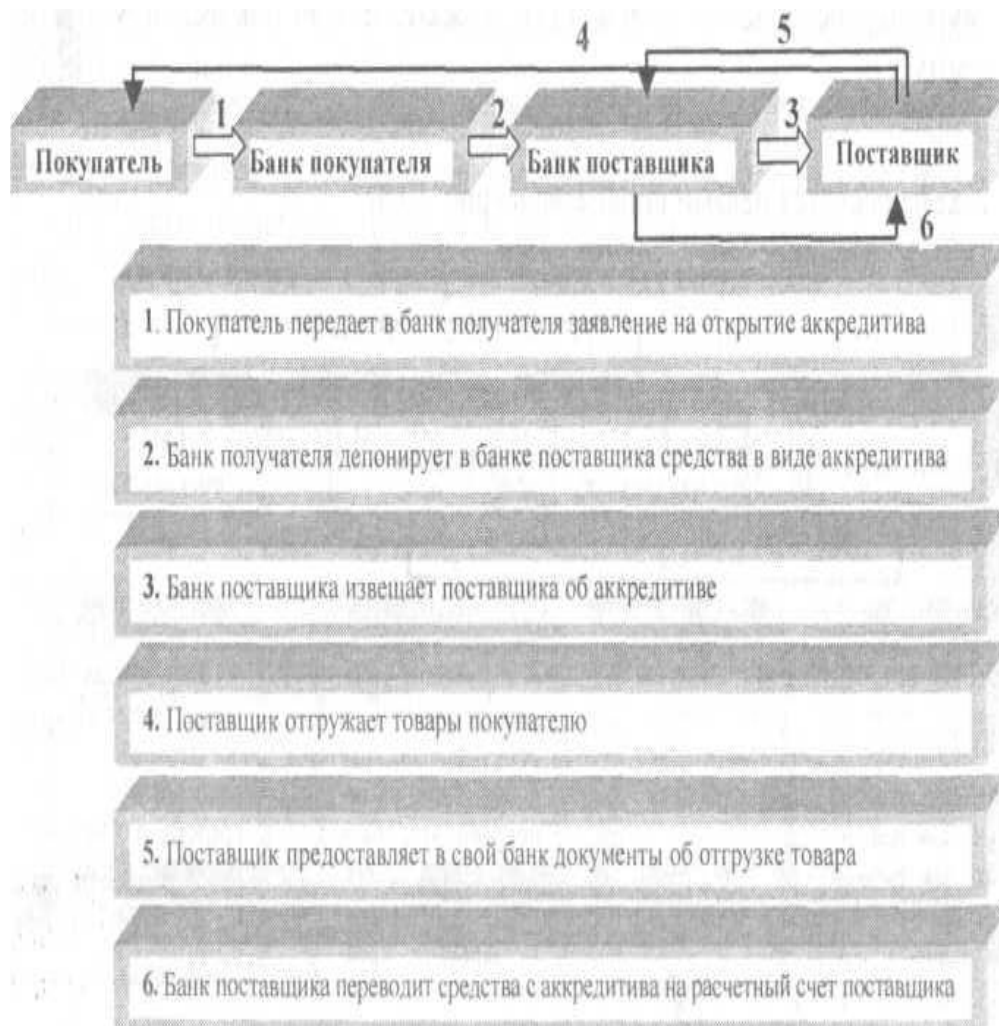 4 5
1 2 3
Покупатель Банк покупателя Банк поставщика Поставщик
6
1. Покупатель передает в банк получателя заявление на открытие аккредитива
2. Банк получателя депонирует в банке поставщика средства в виде аккредитива
3. Банк поставщика извещает поставщика об аккредитиве
4. Поставщик отгружает товары покупателю
5. Поставщик предоставляет в свой банк документы об отгрузке товара
6. Банк поставщика переводит средства с аккредитива на расчетный счет поставщика